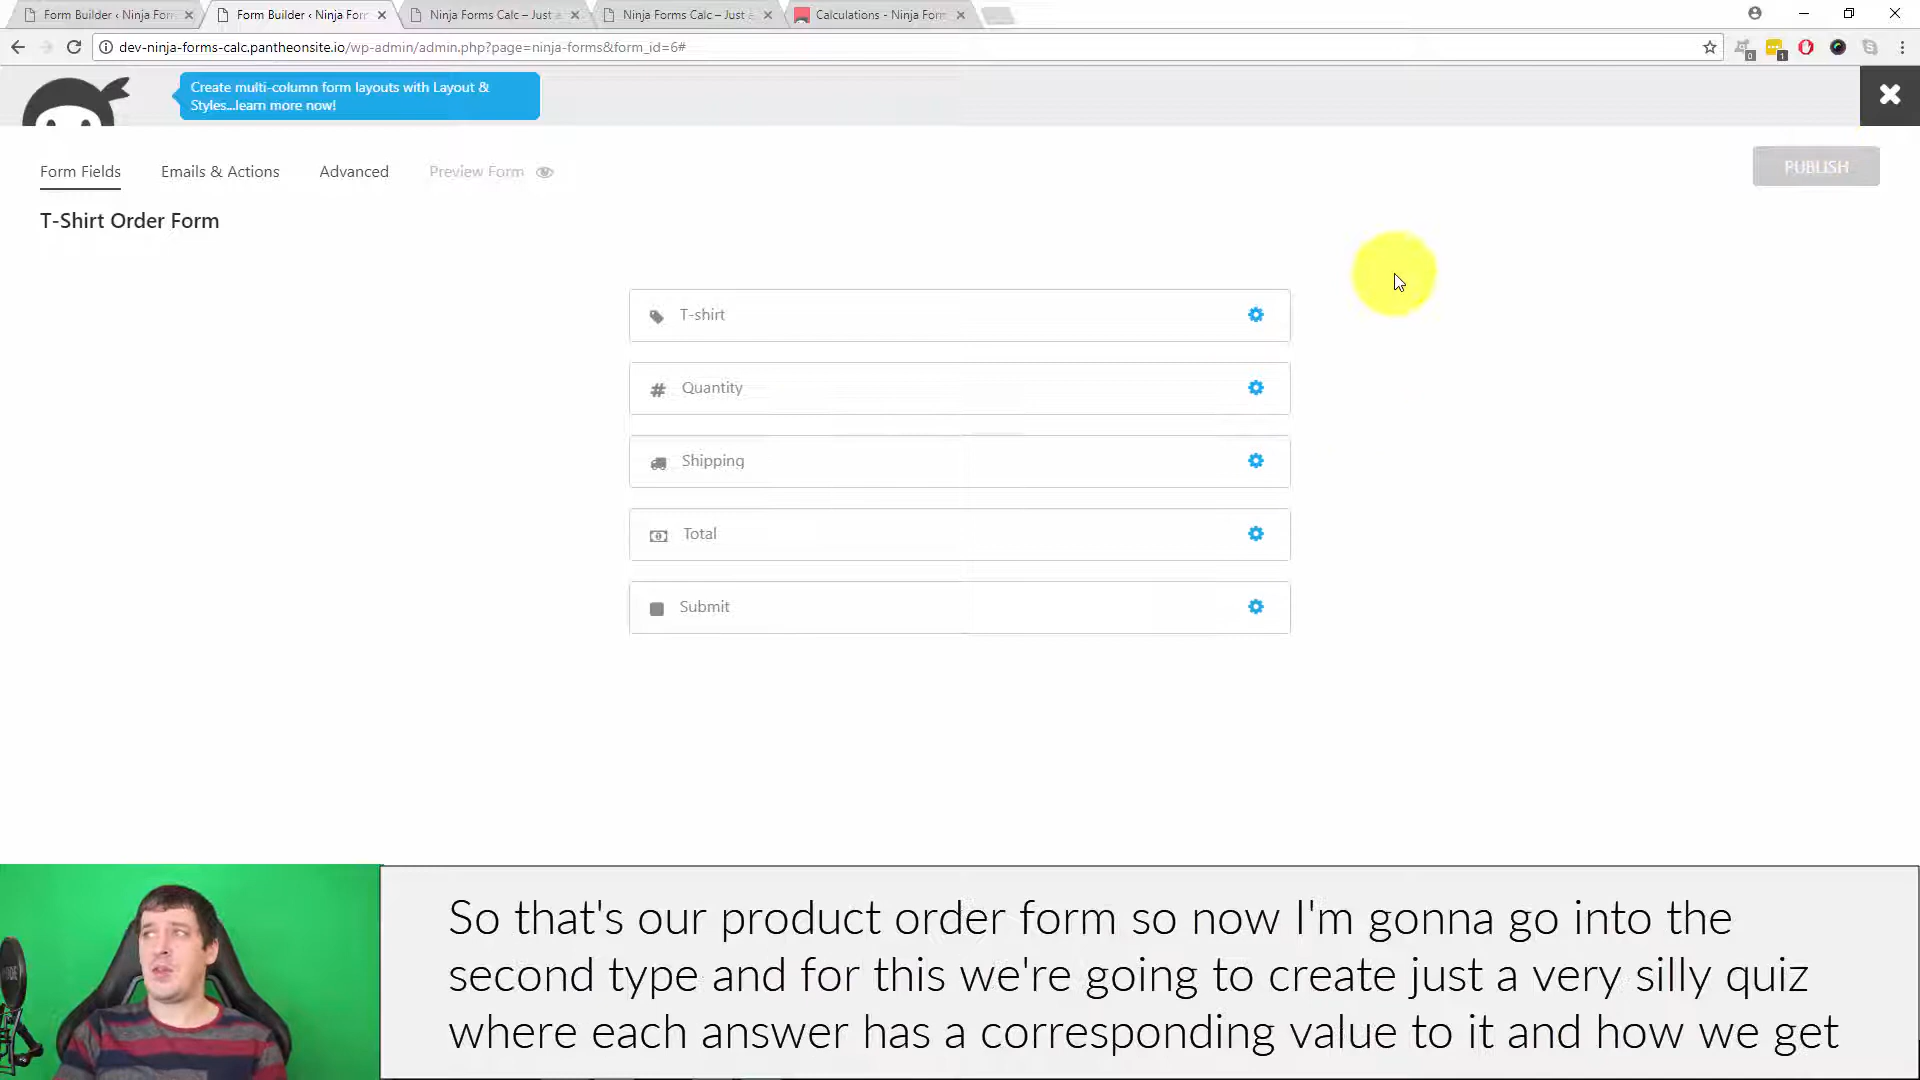 Form Builder ‹ Ninja For
Form Builder ‹ Ninja For
Ninja Forms Calc – Just
Ninja Forms Calc – Just
Calculations - Ninja For
dev-ninja-forms-calc.pantheonsite.io/wp-admin/admin.php?page=ninja-forms&form_id=6#
0
1
Create multi-column form layouts with Layout &
Styles...learn more now!
Form Fields
Emails & Actions
Advanced
Preview Form
PUBLISH
T-Shirt Order Form
T-shirt
Quantity
Shipping
Total
Submit
So that's our product order form so now I'm gonna go into the
second type and for this we're going to create just a very silly quiz
where each answer has a corresponding value to it and how we get